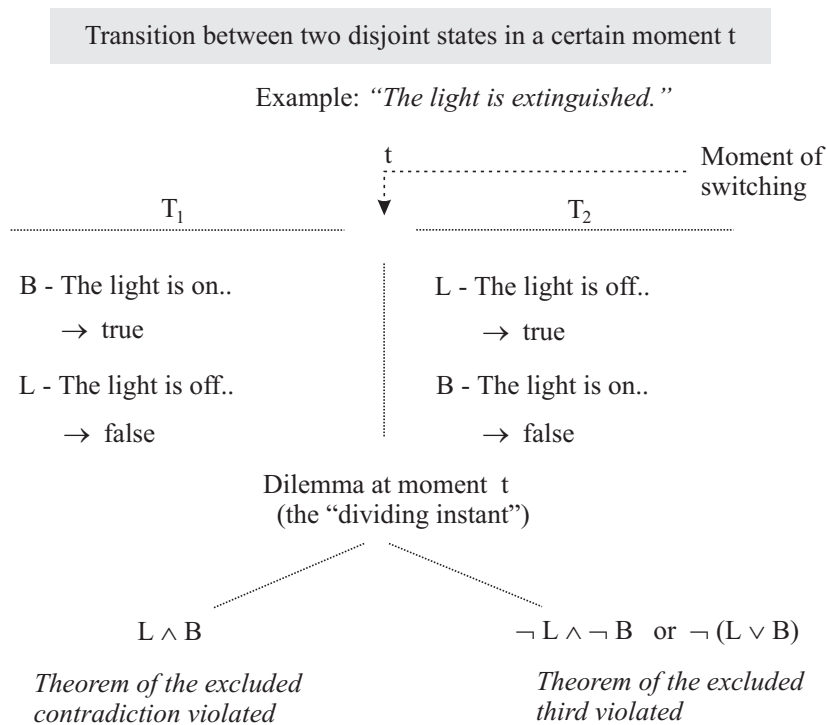 Transition between two disjoint states in a certain moment t
Example: “The light is extinguished.”
t
Moment of
switching
T₁
T₂
B - The light is on..
→ true
L - The light is off..
→ false
L - The light is off..
→ true
B - The light is on..
→ false
Dilemma at moment t
(the “dividing instant”)
L ∧ B
Theorem of the excluded
contradiction violated
¬ L ∧ ¬ B or ¬ (L ∨ B)
Theorem of the excluded
third violated